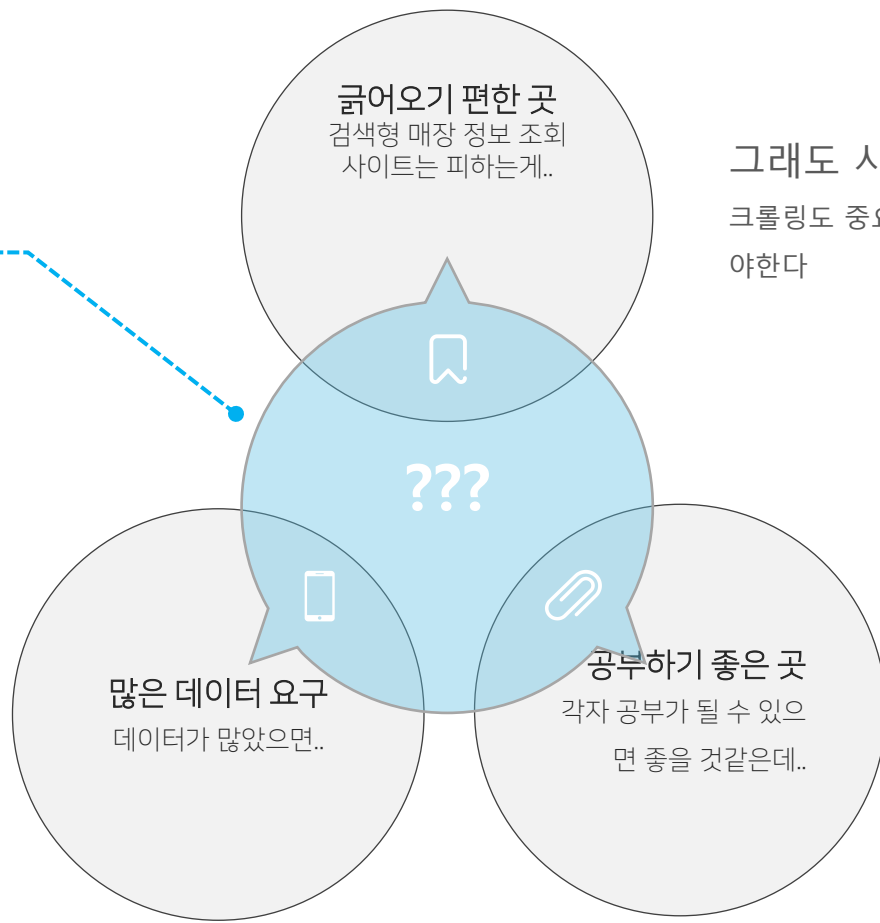 긁어오기 편한 곳
검색형 매장 정보 조회
사이트는 피하는게..
그래도
크롤링도
야한다
???
많은 데이터 요구
데이터가 많았으면..
공부하기 좋은 곳
각자 공부가 될 수 있으
면 좋을 것같은데..